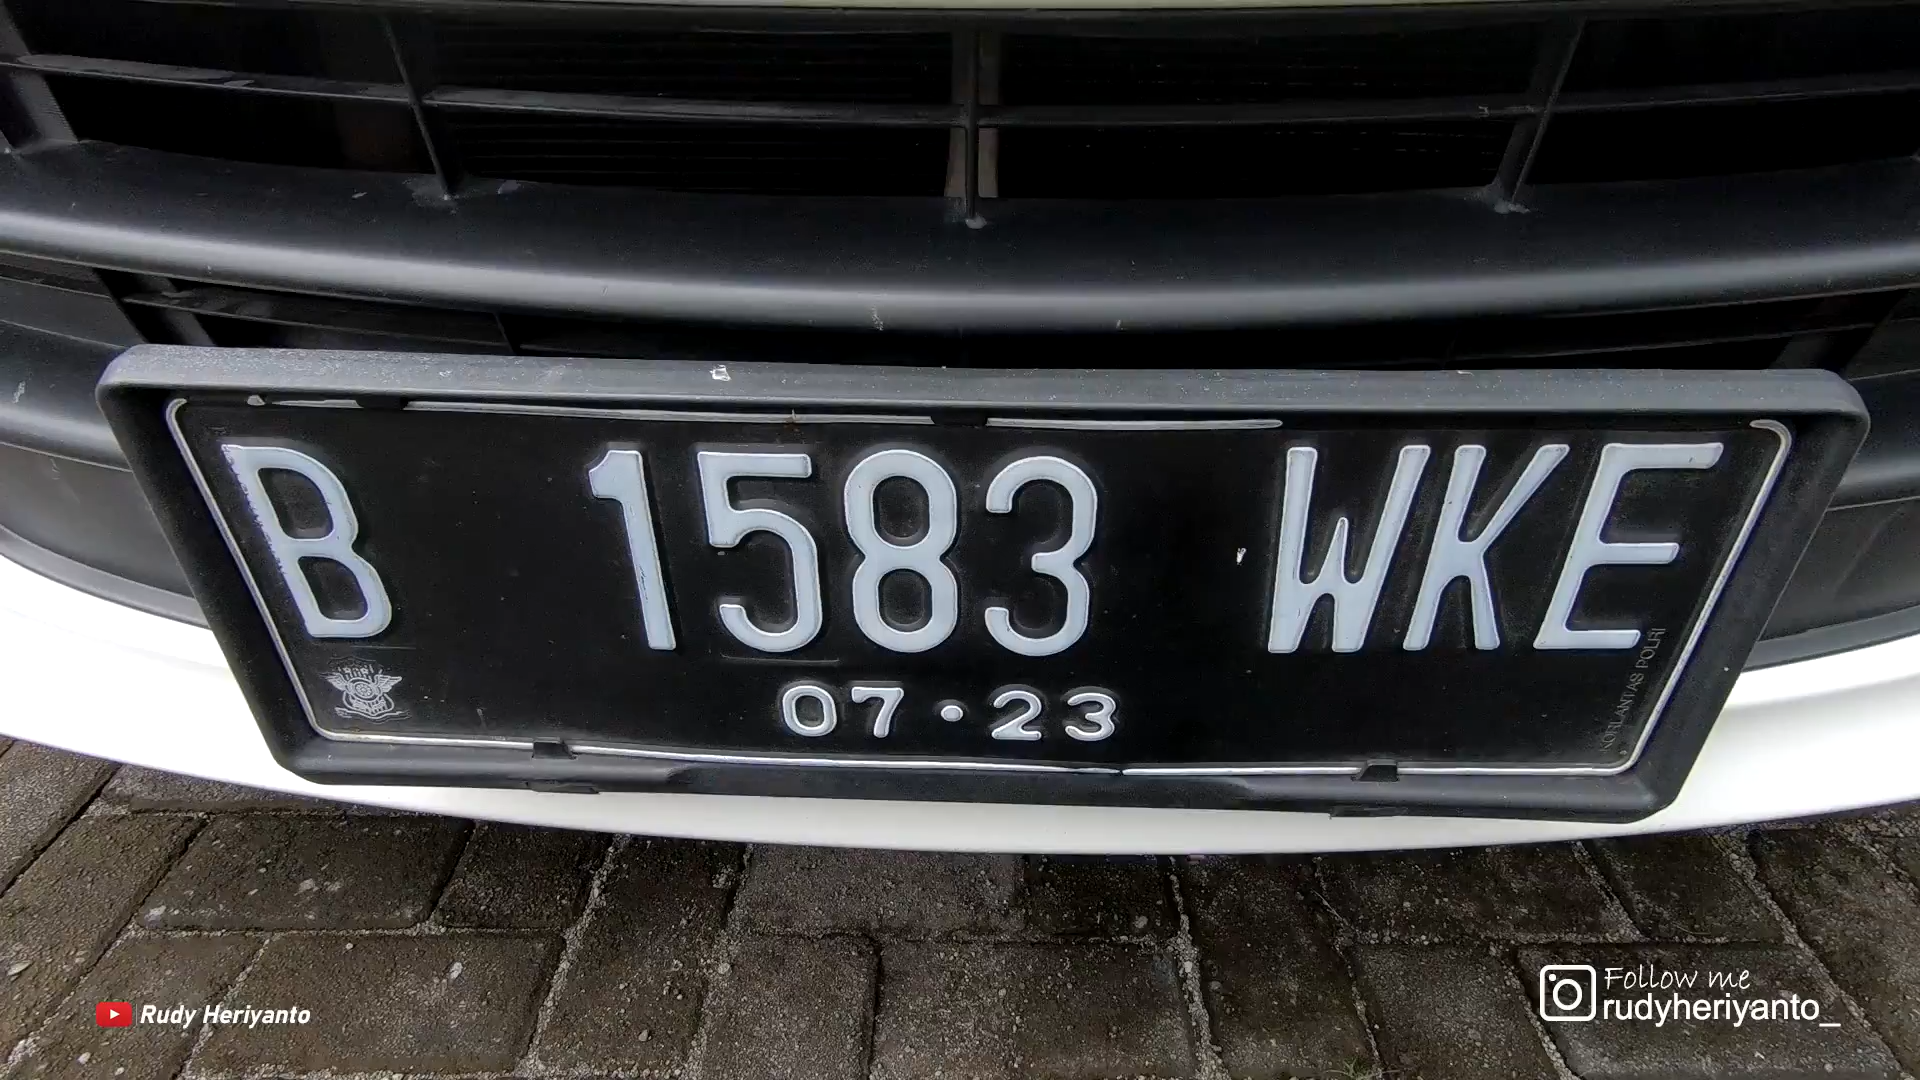 B 1583 WKE
07·23
KORLANTAS POLRI
Rudy Heriyanto
Follow me
rudyheriyanto_